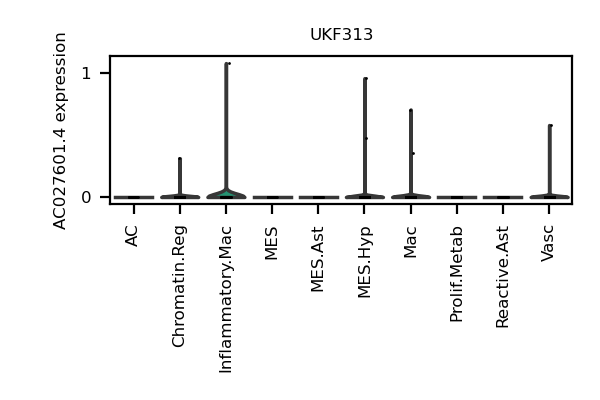 UKF313
AC027601.4 expression
1
0
AC
Chromatin.Reg
Inflammatory.Mac
MES
MES.Ast
MES.Hyp
Mac
Prolif.Metab
Reactive.Ast
Vasc